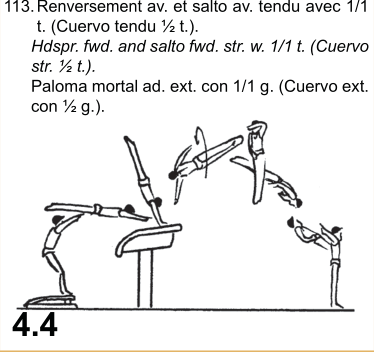 113. Renversement av. et salto av. tendu avec 1/1
t. (Cuervo tendu ½ t.).
Hdspr. fwd. and salto fwd. str. w. 1/1 t. (Cuervo
str. ½ t.).
Paloma mortal ad. ext. con 1/1 g. (Cuervo ext.
con ½ g.).
4.4